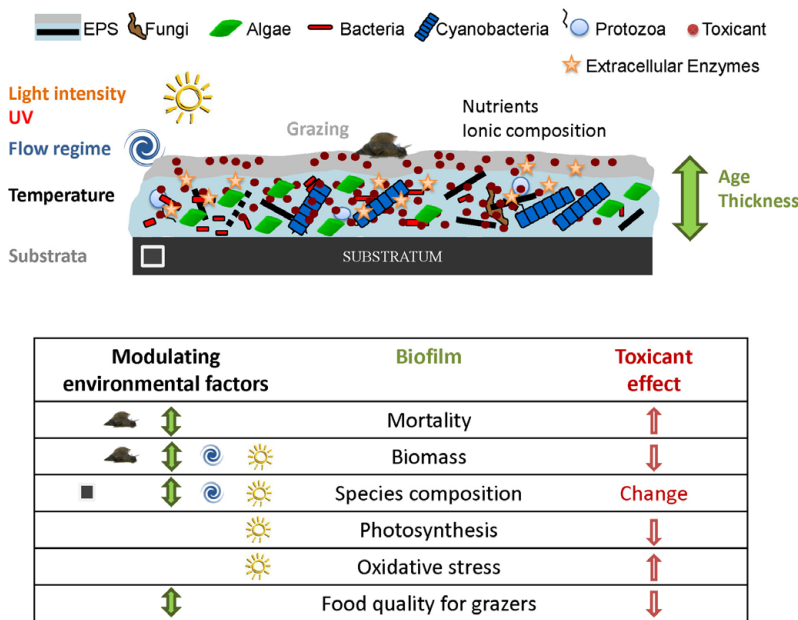 EPS Fungi Algae Bacteria Cyanobacteria Protozoa Toxicant
Extracellular Enzymes
Light intensity
UV
Flow regime
Temperature
Substrata
Grazing
Nutrients
Ionic composition
Age
Thickness
SUBSTRATUM
Modulating environmental factors Biofilm Toxicant effect
Mortality
Biomass
Species composition Change
Photosynthesis
Oxidative stress
Food quality for grazers